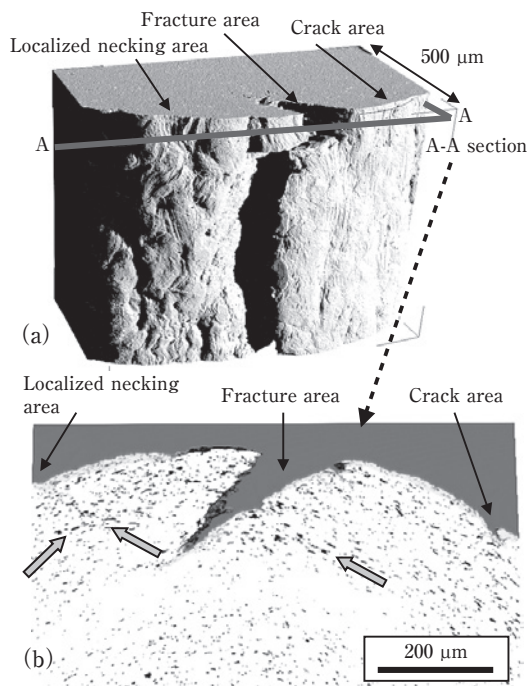 Fracture area
Crack area
Localized necking area
500 μm
A
A
A-A section
(a)
Localized necking
area
Fracture area
Crack area
(b)
200 μm